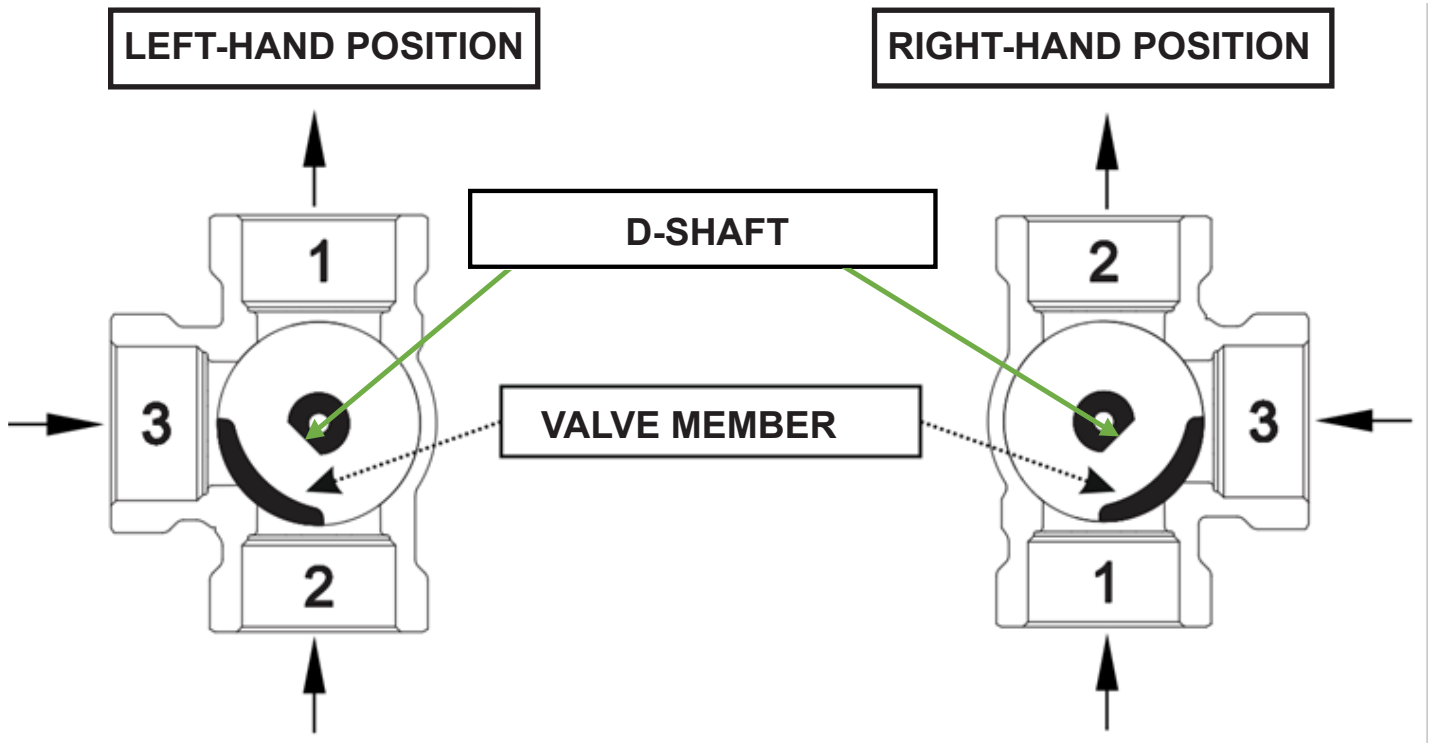 LEFT-HAND POSITION
RIGHT-HAND POSITION
1
D-SHAFT
2
3
VALVE MEMBER
3
2
1